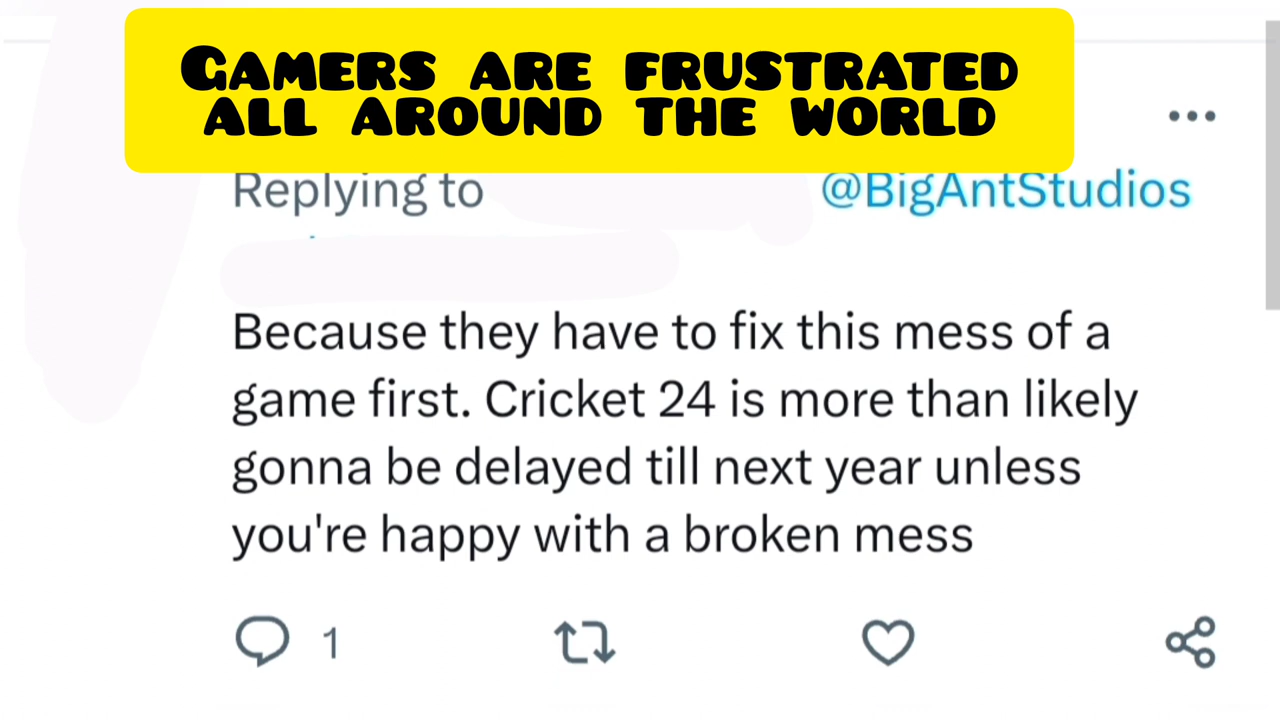 GAMERS ARE FRUSTRATED
ALL AROUND THE WORLD
Replying to @BigAntStudios
Because they have to fix this mess of a
game first. Cricket 24 is more than likely
gonna be delayed till next year unless
you're happy with a broken mess
1